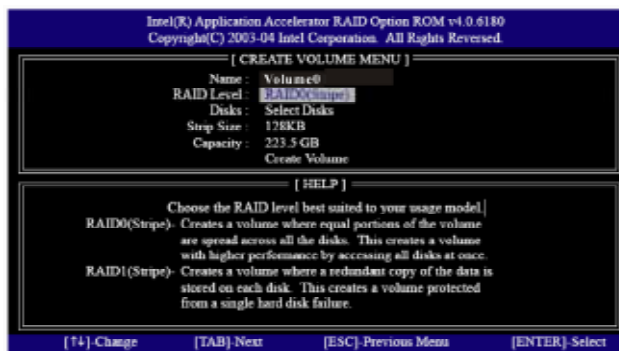 Intel(R) Application Accelerator RAID Option ROM v4.0.6180
Copyright(C) 2003-04 Intel Corporation. All Rights Reversed.
[ CREATE VOLUME MENU ]
Name : Volume0
RAID Level : RAID0(Stripe)
Disks : Select Disks
Strip Size : 128KB
Capacity : 223.5 GB
Create Volume
[ HELP ]
Choose the RAID level best suited to your usage model.
RAID0(Stripe)- Creates a volume where equal portions of the volume
are spread across all the disks. This creates a volume
with higher performance by accessing all disks at once.
RAID1(Stripe)- Creates a volume where a redundant copy of the data is
stored on each disk. This creates a volume protected
from a single hard disk failure.
[↑↓]-Change [TAB]-Next [ESC]-Previous Menu [ENTER]-Select